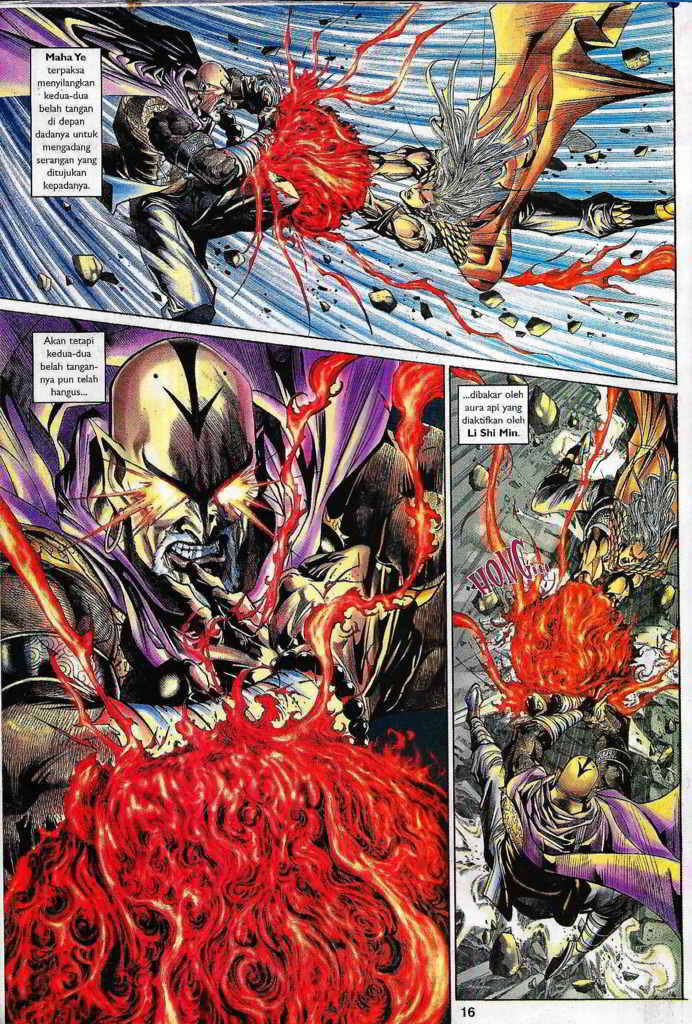 Maha Ye
terpaksa
menyilangkan
kedua-dua
belah tangan
di depan
dadanya untuk
mengadang
serangan yang
ditujukan
kepadanya.
Akan tetapi
kedua-dua
belah tangan-
nya pun telah
hangus...
...dibakar oleh
aura api yang
diaktifkan oleh
Li Shi Min.
16